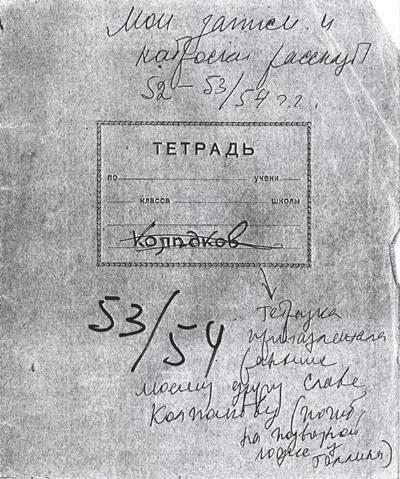 Мои записи и
наброски
52 – 53/54 г.г.
ТЕТРАДЬ
по учени
класса школы
Колпаков
53/54
тетрадка
принадлежала
раньше
моему другу Славе
Колпакову (погиб
на подводной
лодке у
Таллина)